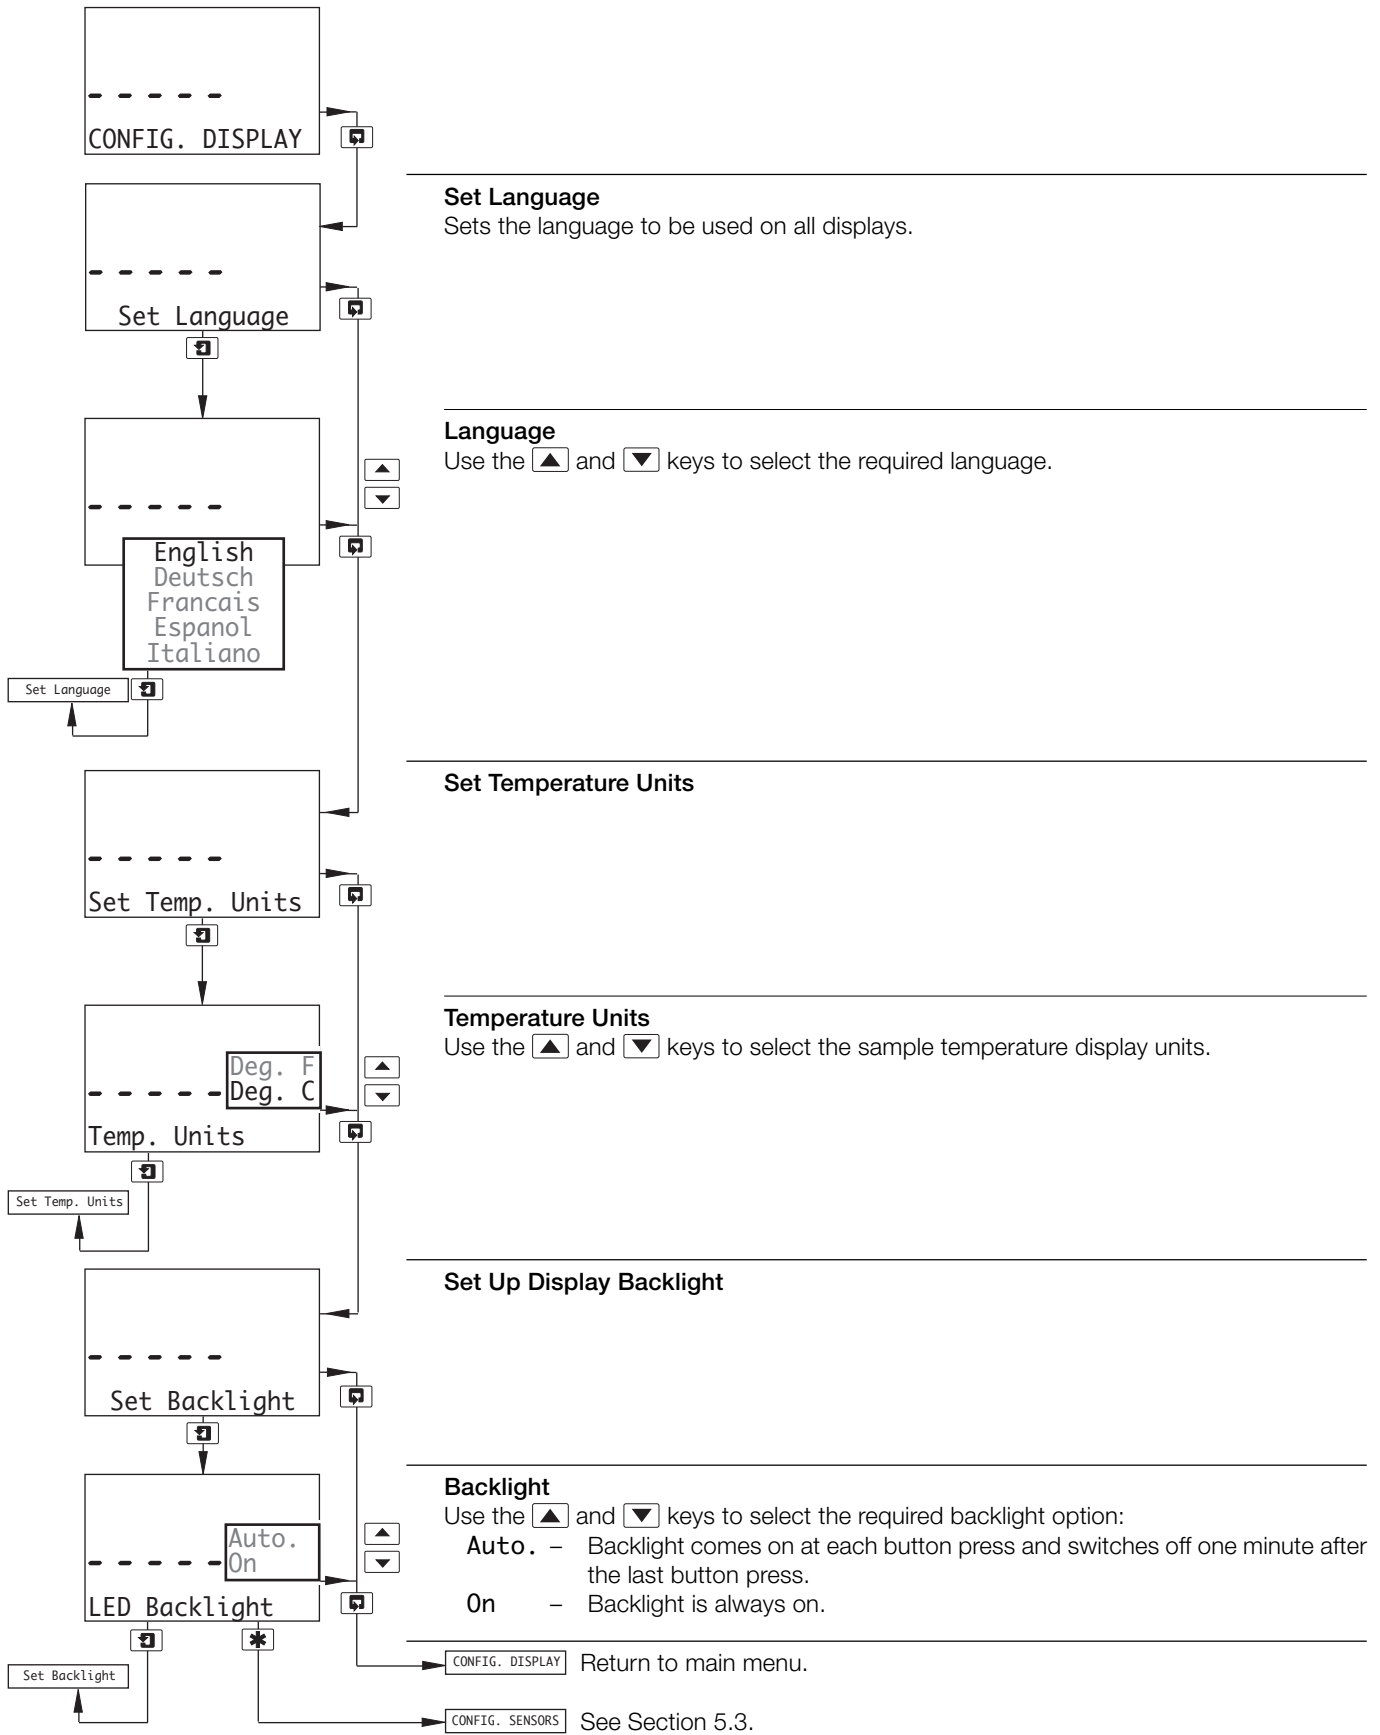 CONFIG. DISPLAY
Set Language
Sets the language to be used on all displays.
Set Language
Language
Use the ▲ and ▼ keys to select the required language.
English
Deutsch
Francais
Espanol
Italiano
Set Language
Set Temperature Units
Set Temp. Units
Temperature Units
Use the ▲ and ▼ keys to select the sample temperature display units.
Deg. F
Deg. C
Temp. Units
Set Temp. Units
Set Up Display Backlight
Set Backlight
Backlight
Use the ▲ and ▼ keys to select the required backlight option:
Auto. – Backlight comes on at each button press and switches off one minute after
the last button press.
On – Backlight is always on.
Auto.
On
LED Backlight
CONFIG. DISPLAY Return to main menu.
Set Backlight
CONFIG. SENSORS See Section 5.3.